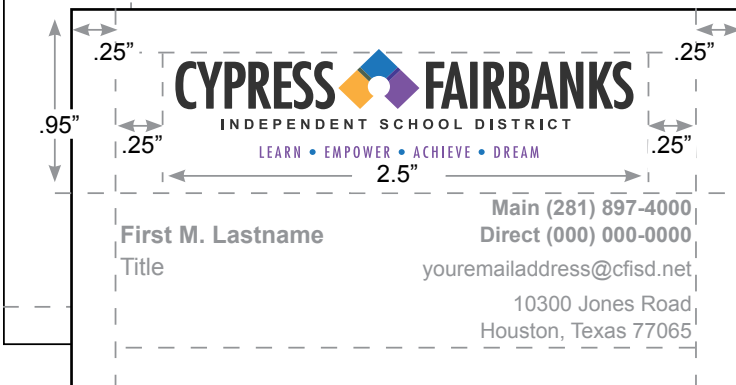 .25”
.25”
CYPRESS FAIRBANKS
.95”
INDEPENDENT SCHOOL DISTRICT
.25”
.25”
LEARN • EMPOWER • ACHIEVE • DREAM
2.5”
Main (281) 897-4000
First M. Lastname
Direct (000) 000-0000
Title
youremailaddress@cfisd.net
10300 Jones Road
Houston, Texas 77065